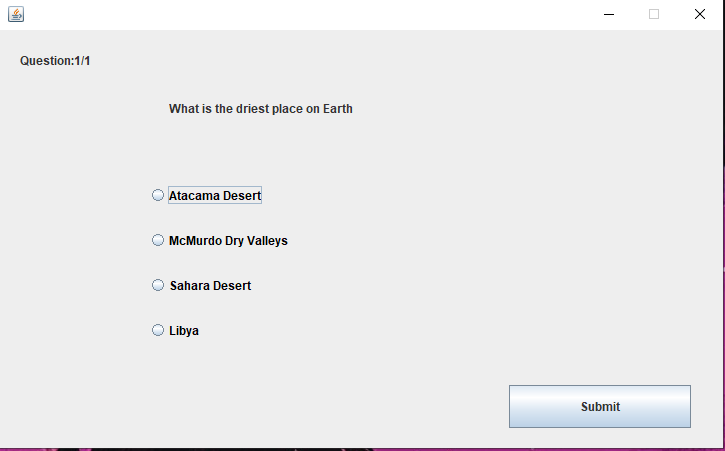 Question:1/1
What is the driest place on Earth
Atacama Desert
McMurdo Dry Valleys
Sahara Desert
Libya
Submit